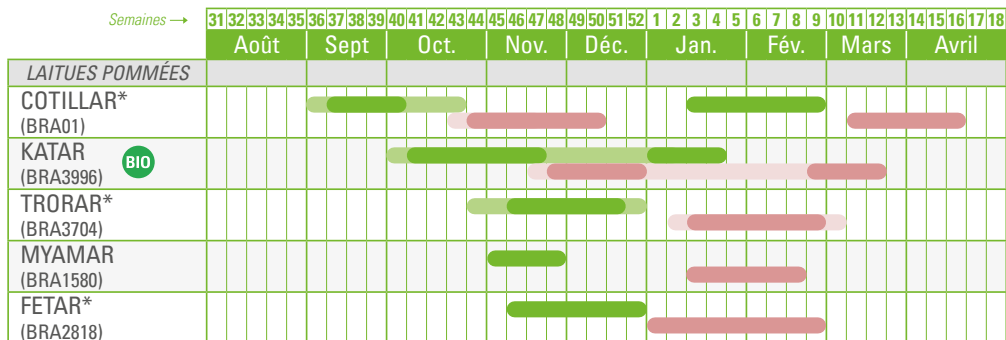 Semaines → 31 32 33 34 35 36 37 38 39 40 41 42 43 44 45 46 47 48 49 50 51 52 1 2 3 4 5 6 7 8 9 10 11 12 13 14 15 16 17 18
Août Sept Oct. Nov. Déc. Jan. Fév. Mars Avril
LAITUES POMMÉES
COTILLAR*
(BRA01)
KATAR
BIO
(BRA3996)
TRORAR*
(BRA3704)
MYAMAR
(BRA1580)
FETAR*
(BRA2818)